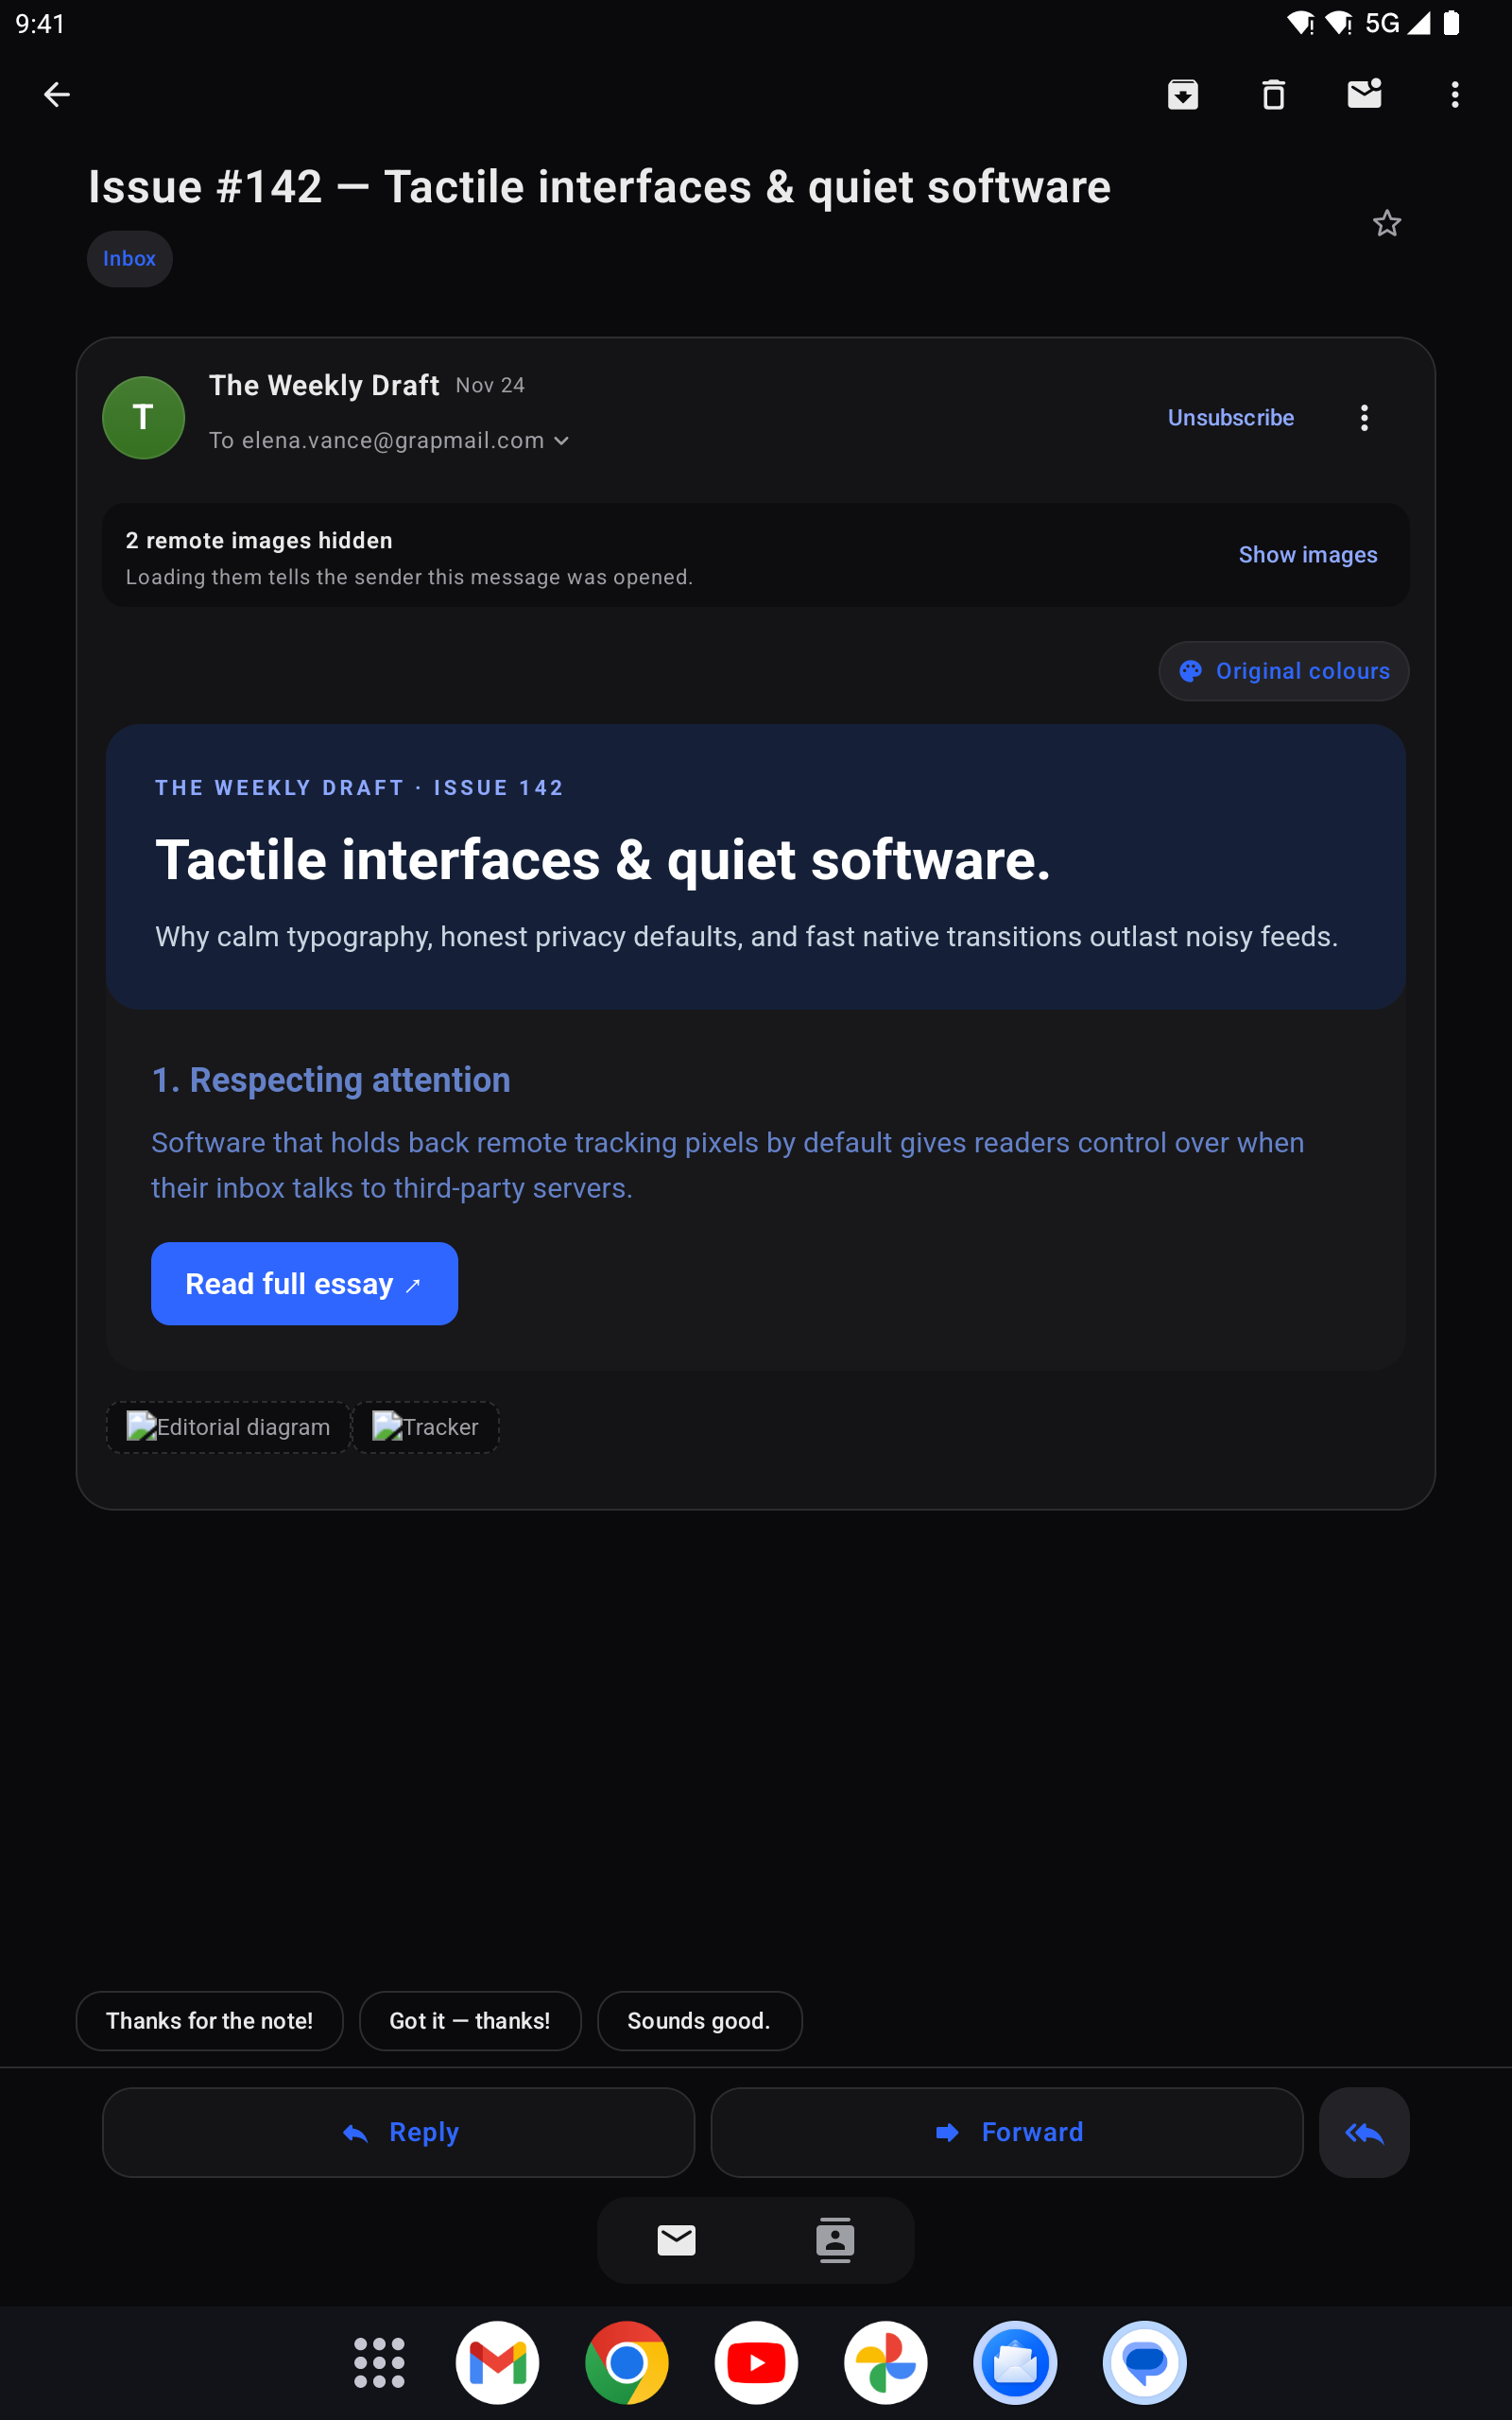 9:41
5G
Issue #142 — Tactile interfaces & quiet software
Inbox
T
The Weekly Draft Nov 24
To elena.vance@grapmail.com
Unsubscribe
2 remote images hidden
Loading them tells the sender this message was opened.
Show images
Original colours
THE WEEKLY DRAFT · ISSUE 142
Tactile interfaces & quiet software.
Why calm typography, honest privacy defaults, and fast native transitions outlast noisy feeds.
1. Respecting attention
Software that holds back remote tracking pixels by default gives readers control over when
their inbox talks to third-party servers.
Read full essay ↗
Editorial diagram Tracker
Thanks for the note! Got it — thanks! Sounds good.
Reply Forward